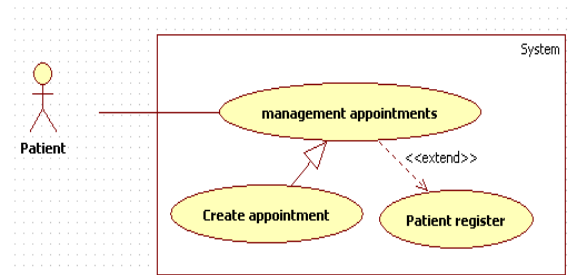 System
management appointments
Patient
<<extend>>
Create appointment
Patient register